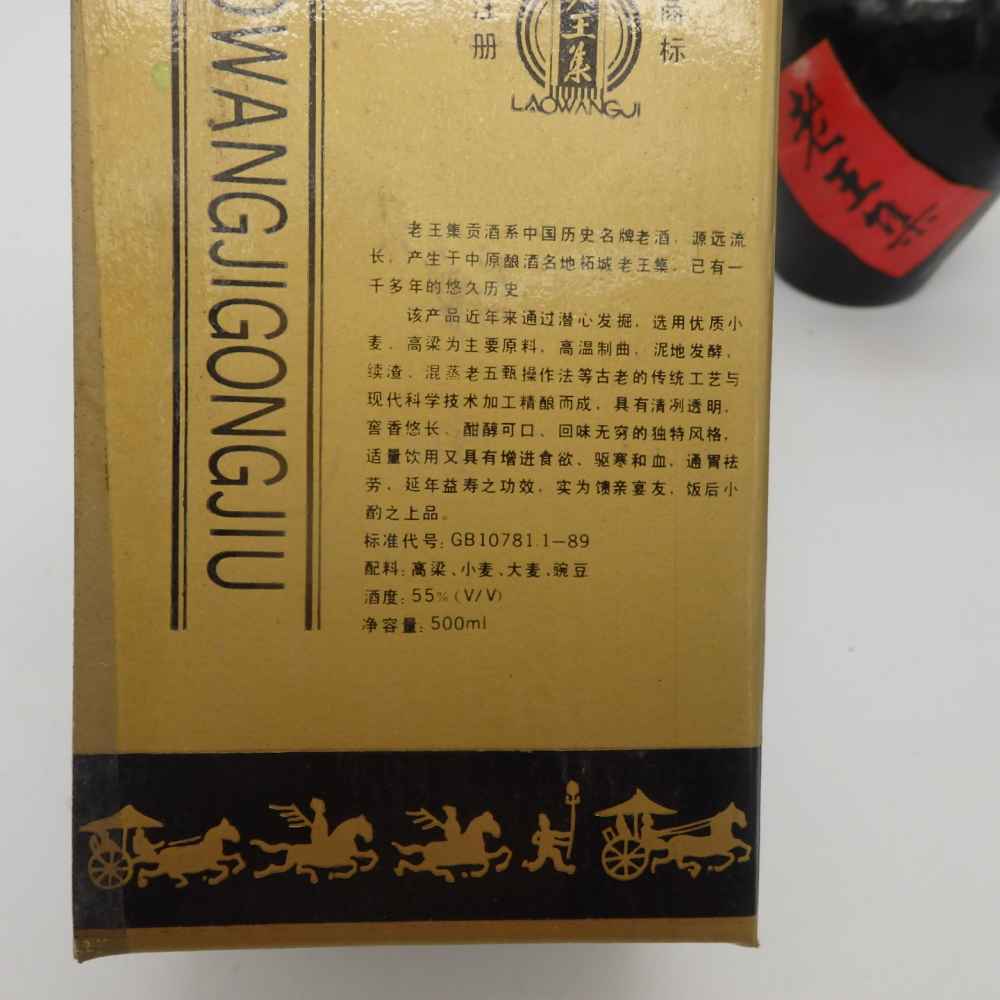 册
商标
王集
LAOWANGJI
WANGJIGONGJIU
老王集
老王集贡酒系中国历史名牌老酒，源远流
长，产生于中原酿酒名地柘城老王集，已有一
千多年的悠久历史。
该产品近年来通过潜心发掘，选用优质小
麦、高梁为主要原料，高温制曲，泥地发酵，
续渣、混蒸老五甄操作法等古老的传统工艺与
现代科学技术加工精酿而成，具有清冽透明，
窖香悠长、酣醇可口、回味无穷的独特风格，
适量饮用又具有增进食欲、驱寒和血，通胃祛
劳、延年益寿之功效，实为馈亲宴友，饭后小
酌之上品。
标准代号：GB10781.1—89
配料：高梁、小麦、大麦、豌豆
酒度：55%（V/V）
净容量：500ml